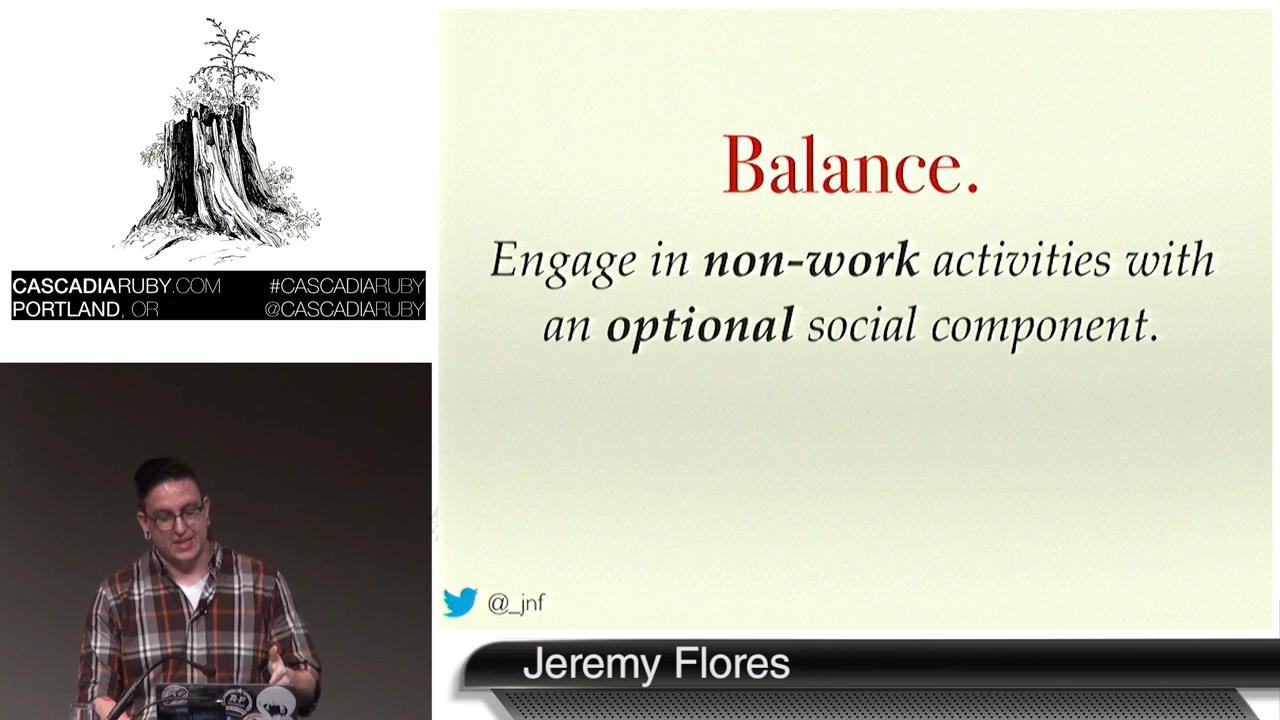 CASCADIARUBY.COM #CASCADIARUBY
PORTLAND, OR @CASCADIARUBY
Balance.
Engage in non-work activities with
an optional social component.
@_jnf
Jeremy Flores